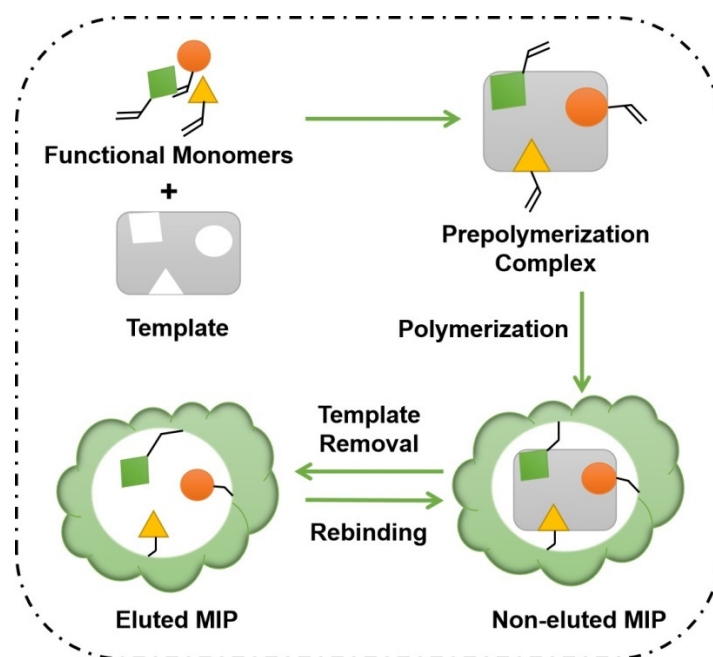 Functional Monomers
+
Template
Prepolymerization
Complex
Polymerization
Template
Removal
Rebinding
Eluted MIP
Non-eluted MIP